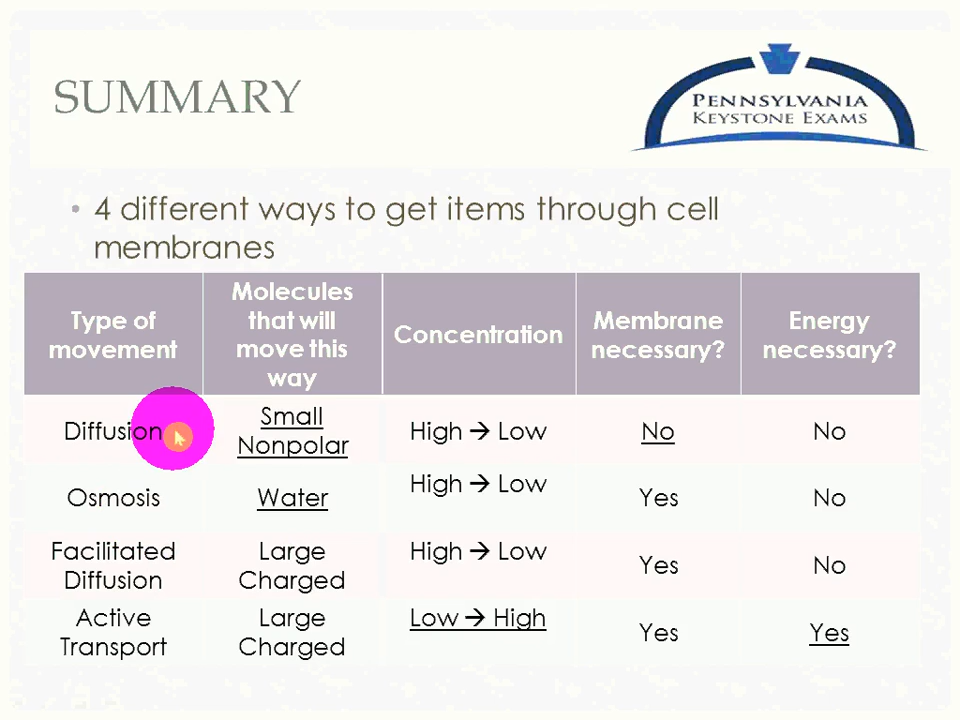 SUMMARY
PENNSYLVANIA
KEYSTONE EXAMS
• 4 different ways to get items through cell
membranes
Type of
movement
Molecules
that will
move this
way
Concentration
Membrane
necessary?
Energy
necessary?
Diffusion
Small
Nonpolar
High → Low
No
No
Osmosis
Water
High → Low
Yes
No
Facilitated
Diffusion
Large
Charged
High → Low
Yes
No
Active
Transport
Large
Charged
Low → High
Yes
Yes